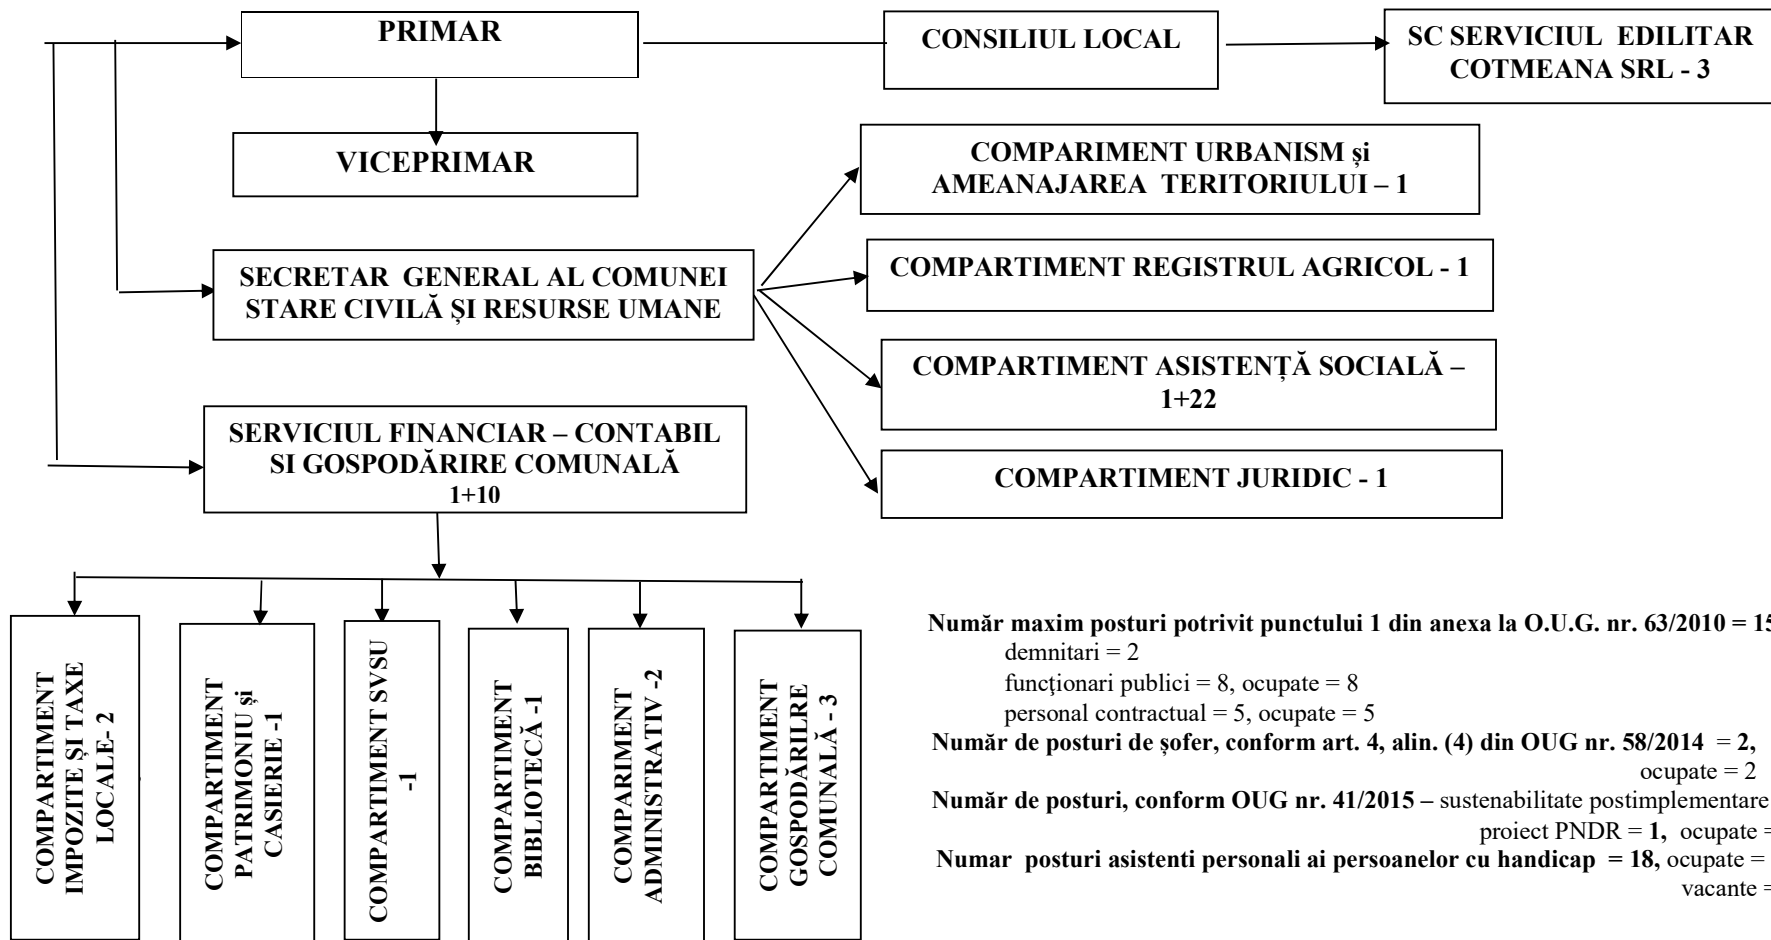 PRIMAR
CONSILIUL LOCAL
SC SERVICIUL EDILITAR
COTMEANA SRL - 3
VICEPRIMAR
COMPARIMENT URBANISM și
AMEANAJAREA TERITORIULUI – 1
SECRETAR GENERAL AL COMUNEI
STARE CIVILĂ ȘI RESURSE UMANE
COMPARTIMENT REGISTRUL AGRICOL - 1
COMPARTIMENT ASISTENȚĂ SOCIALĂ –
1+22
SERVICIUL FINANCIAR – CONTABIL
SI GOSPODĂRIRE COMUNALĂ
1+10
COMPARTIMENT JURIDIC - 1
COMPARTIMENT
IMPOZITE ȘI TAXE
LOCALE- 2
COMPARTIMENT
PATRIMONIU și
CASIERIE -1
COMPARTIMENT SVSU
-1
COMPARTIMENT
BIBLIOTECĂ -1
COMPARIMENT
ADMINISTRATIV -2
COMPARTIMENT
GOSPODĂRILRE
COMUNALĂ - 3
Număr maxim posturi potrivit punctului 1 din anexa la O.U.G. nr. 63/2010 = 15
demnitari = 2
funcţionari publici = 8, ocupate = 8
personal contractual = 5, ocupate = 5
Număr de posturi de șofer, conform art. 4, alin. (4) din OUG nr. 58/2014 = 2,
ocupate = 2
Număr de posturi, conform OUG nr. 41/2015 – sustenabilitate postimplementare
proiect PNDR = 1, ocupate =
Numar posturi asistenti personali ai persoanelor cu handicap = 18, ocupate =
vacante =